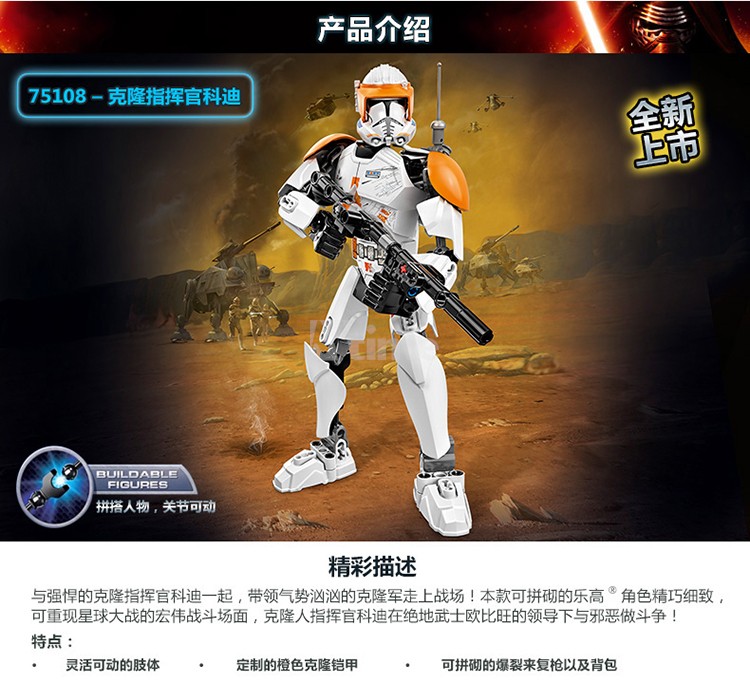 产品介绍
75108 – 克隆指挥官科迪
全新
上市
BUILDABLE
FIGURES
拼搭人物，关节可动
精彩描述
与强悍的克隆指挥官科迪一起，带领气势汹汹的克隆军走上战场！本款可拼砌的乐高®角色精巧细致，
可重现星球大战的宏伟战斗场面，克隆人指挥官科迪在绝地武士欧比旺的领导下与邪恶做斗争！
特点：
• 灵活可动的肢体 • 定制的橙色克隆铠甲 • 可拼砌的爆裂来复枪以及背包